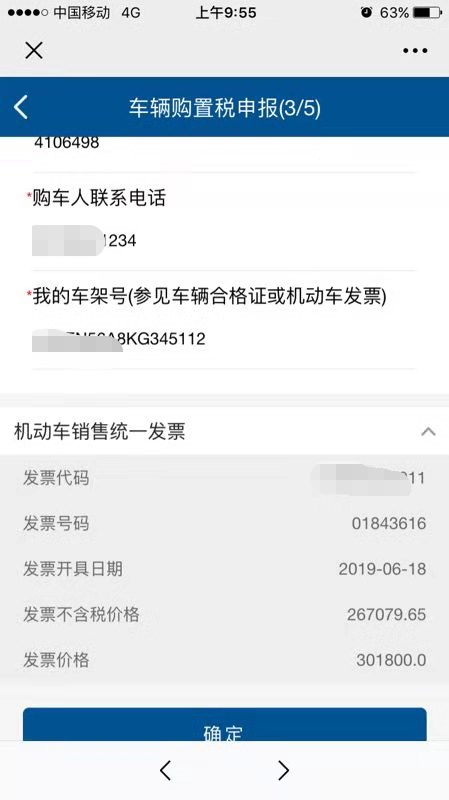 中国移动 4G 上午9:55 63%
车辆购置税申报(3/5)
4106498
*购车人联系电话
1234
*我的车架号(参见车辆合格证或机动车发票)
A8KG345112
机动车销售统一发票
发票代码 011
发票号码 01843616
发票开具日期 2019-06-18
发票不含税价格 267079.65
发票价格 301800.0
确定